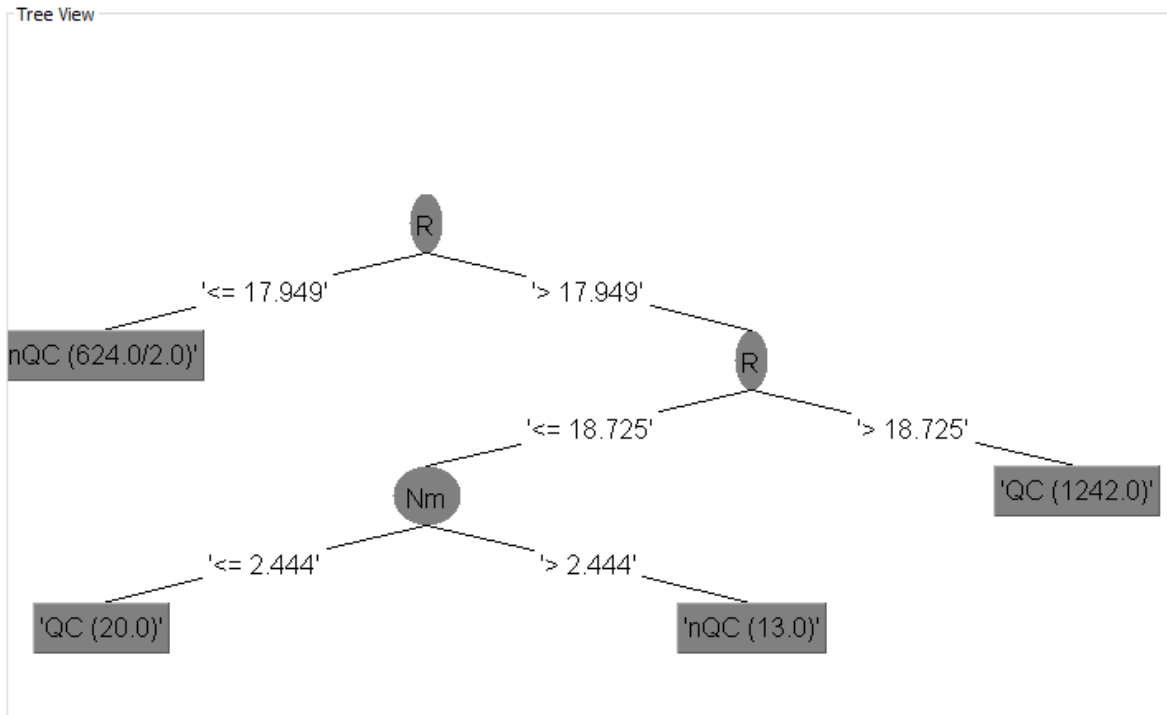 Tree View
R
'<= 17.949' '> 17.949'
nQC (624.0/2.0)'
R
'<= 18.725' '> 18.725'
Nm
'QC (1242.0)'
'<= 2.444' '> 2.444'
'QC (20.0)' 'nQC (13.0)'